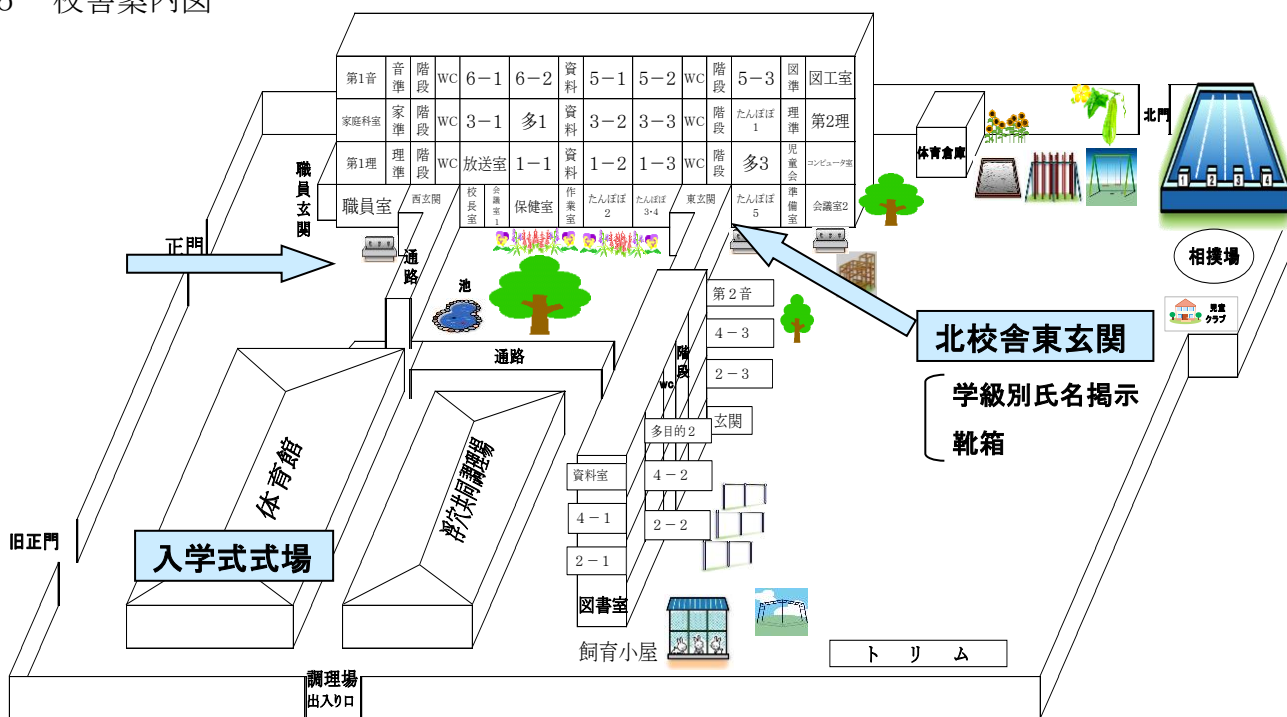 校舎案内図
第1音 音準 階段 WC 6－1 6－2 資料 5－1 5－2 WC 階段 5－3 図準 図工室
家庭科室 家準 階段 WC 3－1 多1 資料 3－2 3－3 WC 階段 たんぽぽ1 理準 第2理
第1理 理準 階段 WC 放送室 1－1 資料 1－2 1－3 WC 階段 多3 児童会 コンピュータ室
職員室 西玄関 校長室 会議室1 保健室 作業室 たんぽぽ2 たんぽぽ3・4 東玄関 たんぽぽ5 準備室 会議室2
職員玄関
体育倉庫
北門
1 2 3 4
正門
通路
池
相撲場
児童クラブ
第2音
4－3
2－3
玄関
階段
WC
通路
北校舎東玄関
学級別氏名掲示
靴箱
多目的2
4－2
2－2
資料室
4－1
2－1
図書室
体育館
浮穴共同調理場
入学式式場
旧正門
飼育小屋
トリム
調理場
出入り口